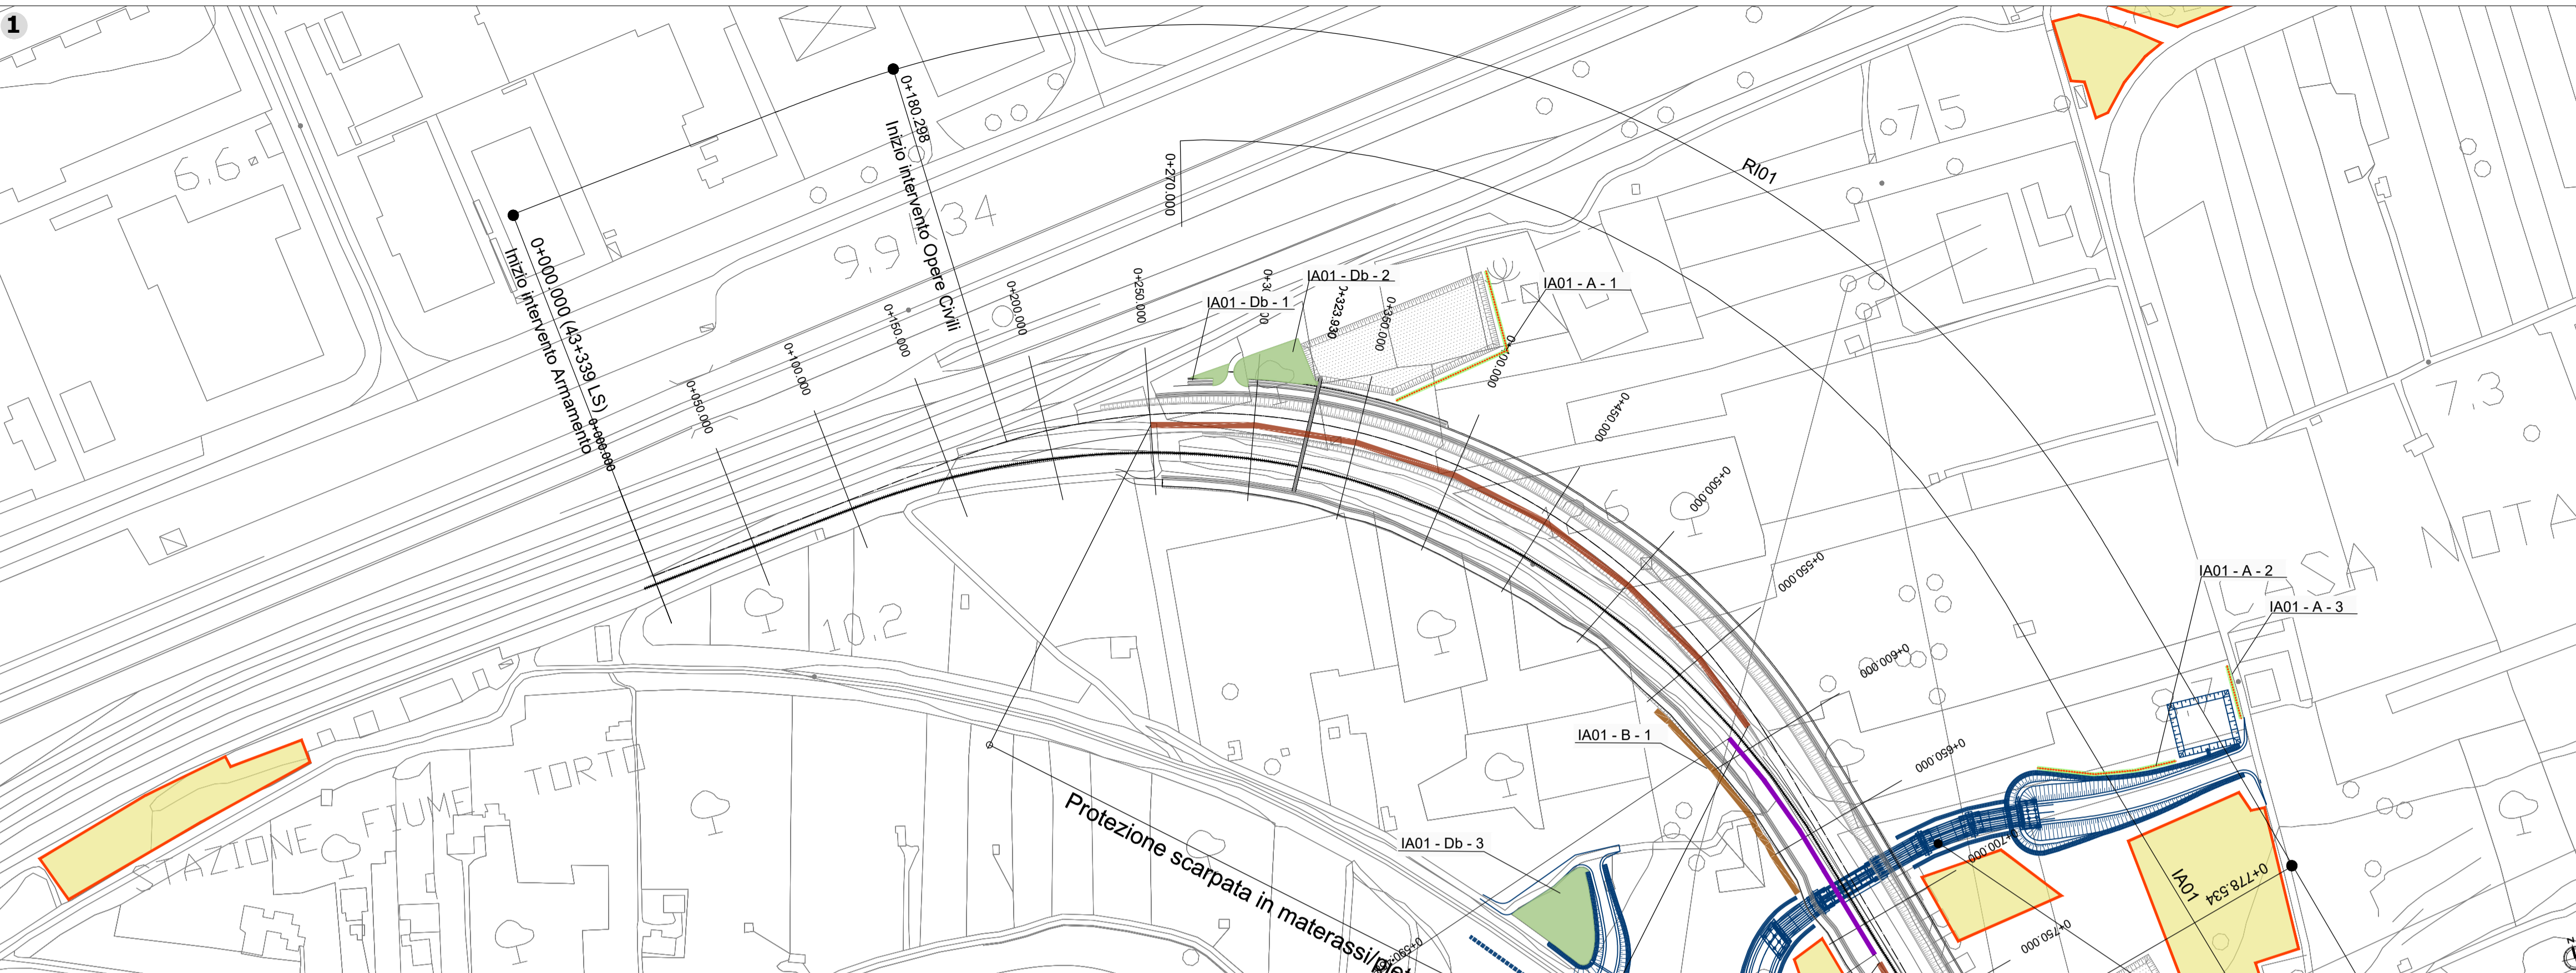 1
0+180.298
Inizio intervento Opere Civili
0+000.000 (43+339 LS)
Inizio intervento Armamento
0+000.000
0+050.000
0+100.000
0+150.000
0+200.000
0+250.000
0+270.000
0+323.930
0+350.000
0+450.000
0+500.000
0+550.000
0+600.000
0+650.000
0+700.000
0+750.000
0+778.534
RI01
IA01
IA01 - Db - 1
IA01 - Db - 2
IA01 - A - 1
IA01 - A - 2
IA01 - A - 3
IA01 - B - 1
IA01 - Db - 3
Protezione scarpata in
6,6
9,9
34
75
7,3
10,2
STAZIONE FIUME TORTO
CASA NOTA